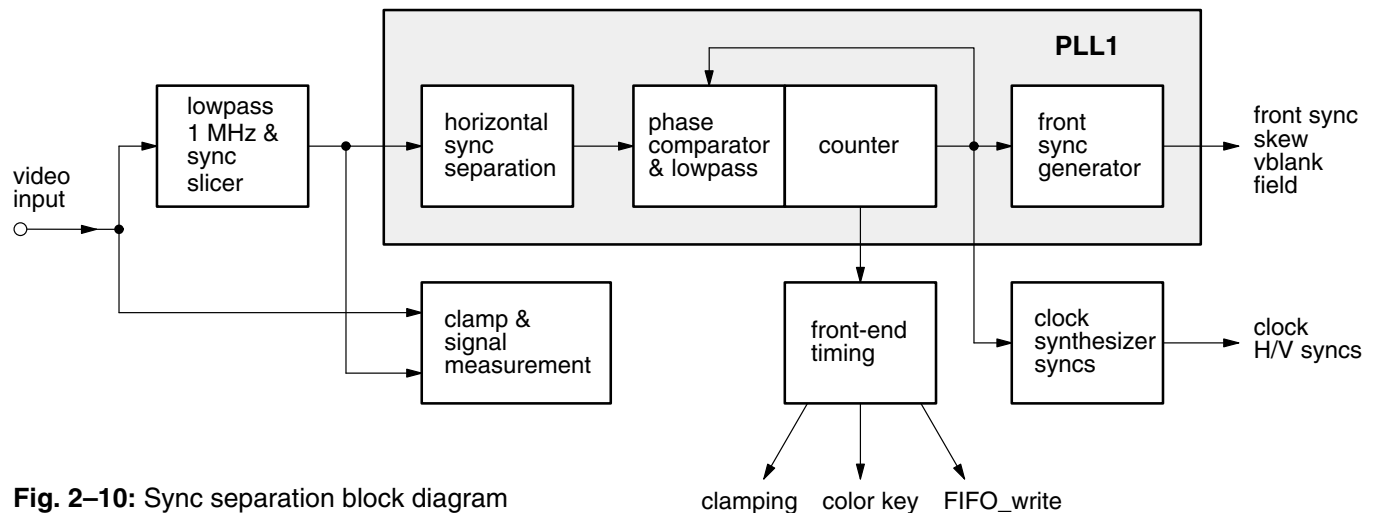 PLL1
lowpass
1 MHz &
sync
slicer
horizontal
sync
separation
phase
comparator
& lowpass
counter
front
sync
generator
front sync
skew
vblank
field
video
input
clamp &
signal
measurement
front-end
timing
clock
synthesizer
syncs
clock
H/V syncs
clamping
color key
FIFO_write
Fig. 2–10: Sync separation block diagram